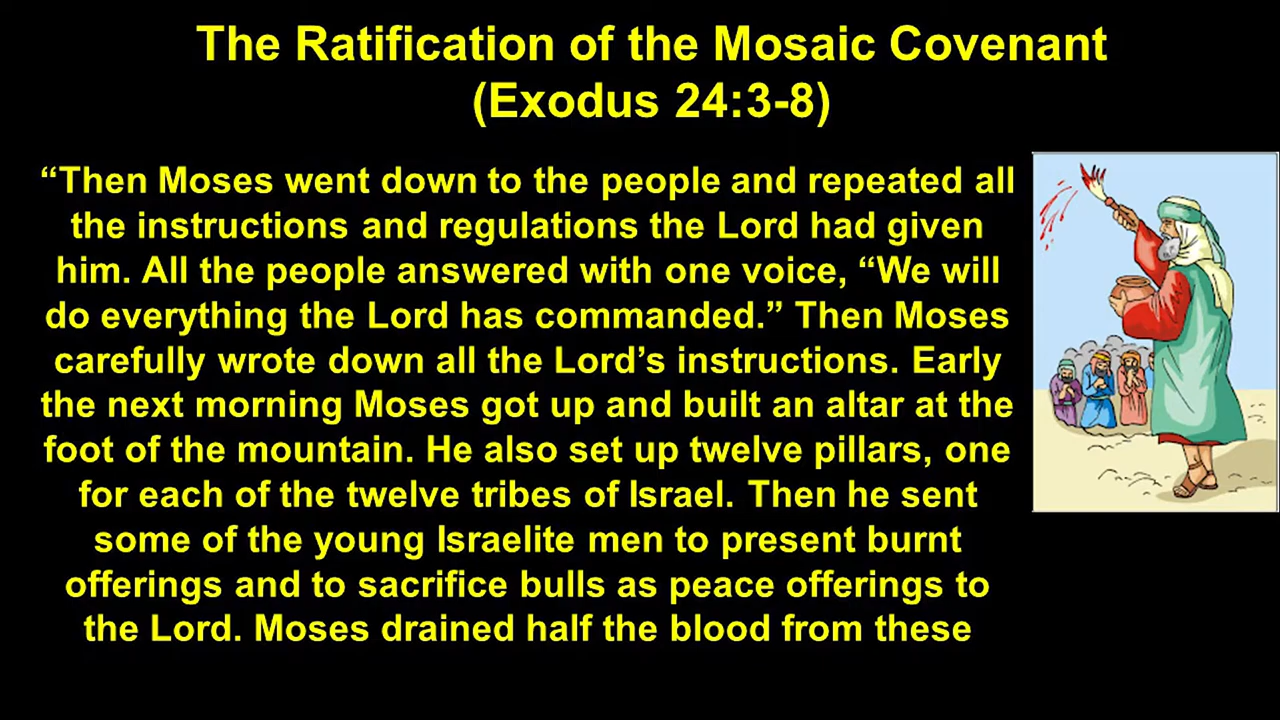 The Ratification of the Mosaic Covenant
(Exodus 24:3-8)
“Then Moses went down to the people and repeated all
the instructions and regulations the Lord had given
him. All the people answered with one voice, “We will
do everything the Lord has commanded.” Then Moses
carefully wrote down all the Lord’s instructions. Early
the next morning Moses got up and built an altar at the
foot of the mountain. He also set up twelve pillars, one
for each of the twelve tribes of Israel. Then he sent
some of the young Israelite men to present burnt
offerings and to sacrifice bulls as peace offerings to
the Lord. Moses drained half the blood from these